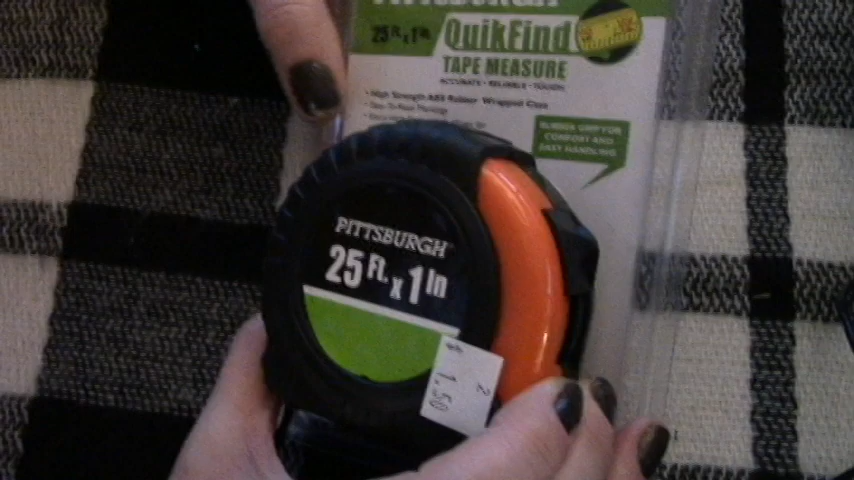 PITTSBURGH
25 FT. x 1 IN. QuikFind
TAPE MEASURE
ACCURATE • RELIABLE • TOUGH
• High Strength ABS Rubber Wrapped Case
RUBBER GRIP FOR
COMFORT AND
EASY HANDLING
PITTSBURGH
25 Ft. x 1 In
2
1.50